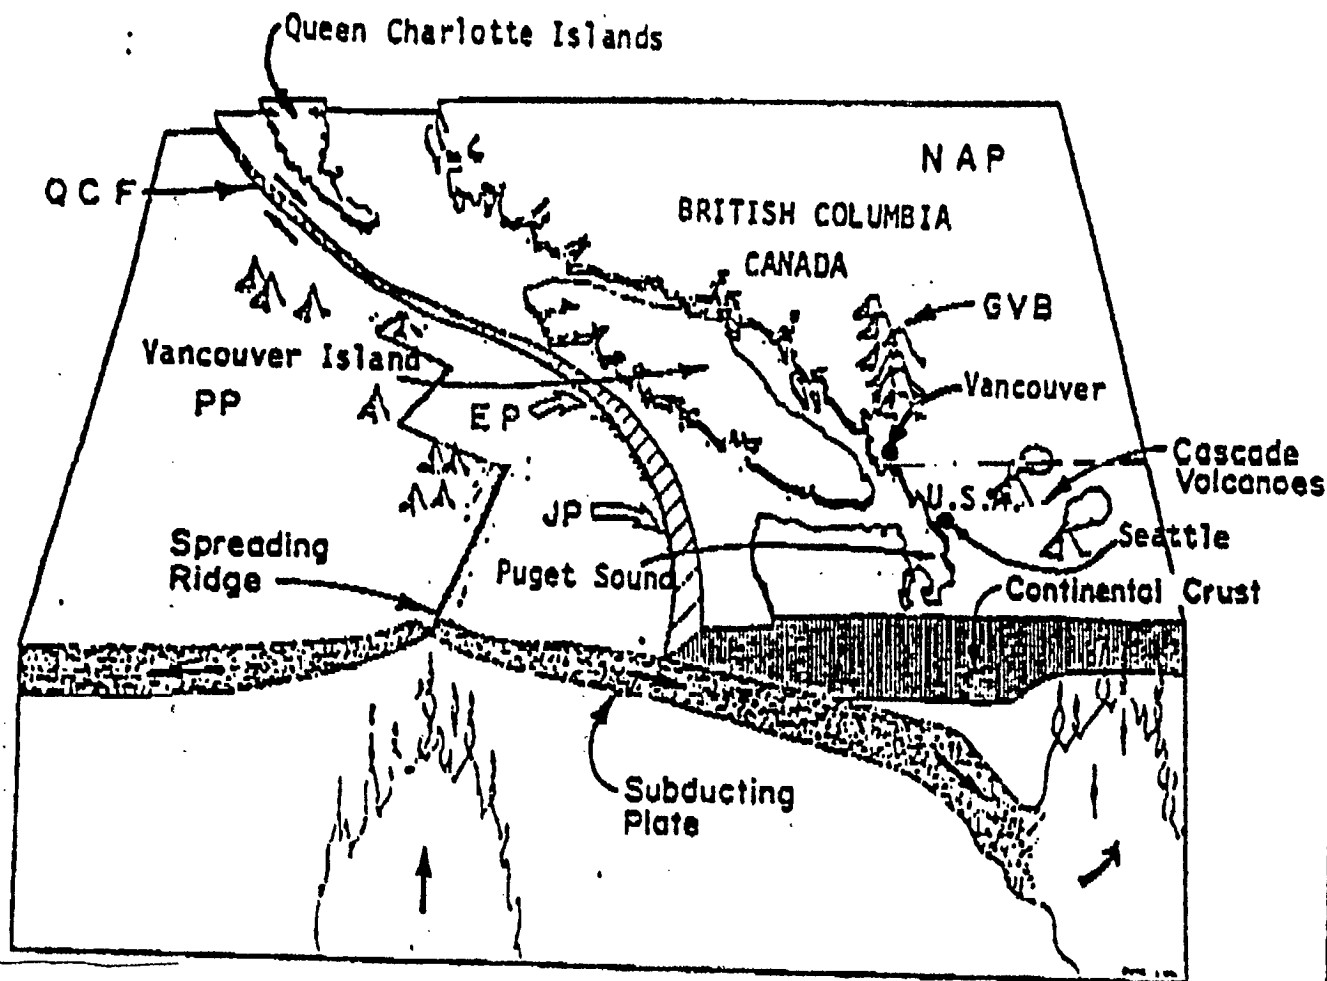 Queen Charlotte Islands
NAP
QCF
BRITISH COLUMBIA
CANADA
GVB
Vancouver Island
PP
EP
Vancouver
Cascade
Volcanoes
U.S.A.
JP
Seattle
Spreading
Ridge
Puget Sound
Continental Crust
Subducting
Plate